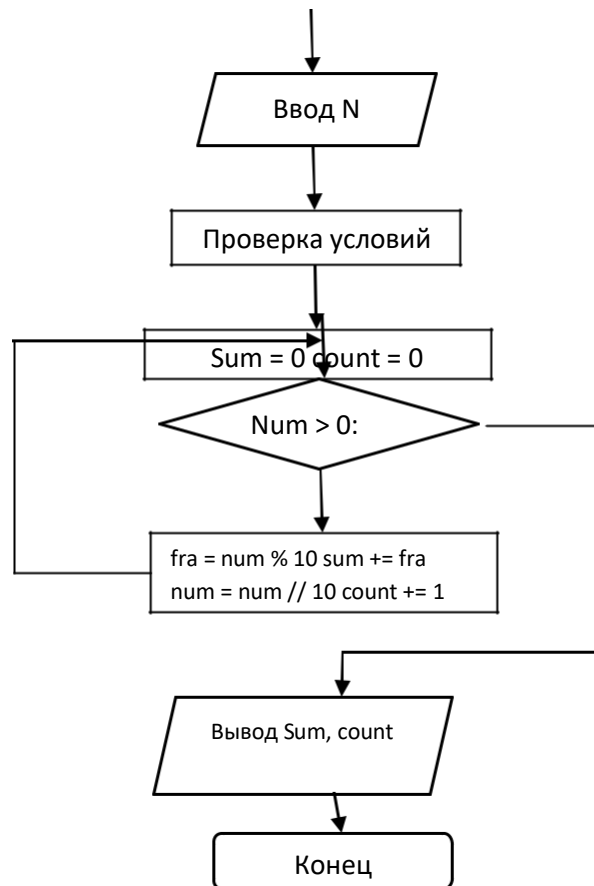 Ввод N
Проверка условий
Sum = 0 count = 0
Num > 0:
fra = num % 10 sum += fra
num = num // 10 count += 1
Вывод Sum, count
Конец